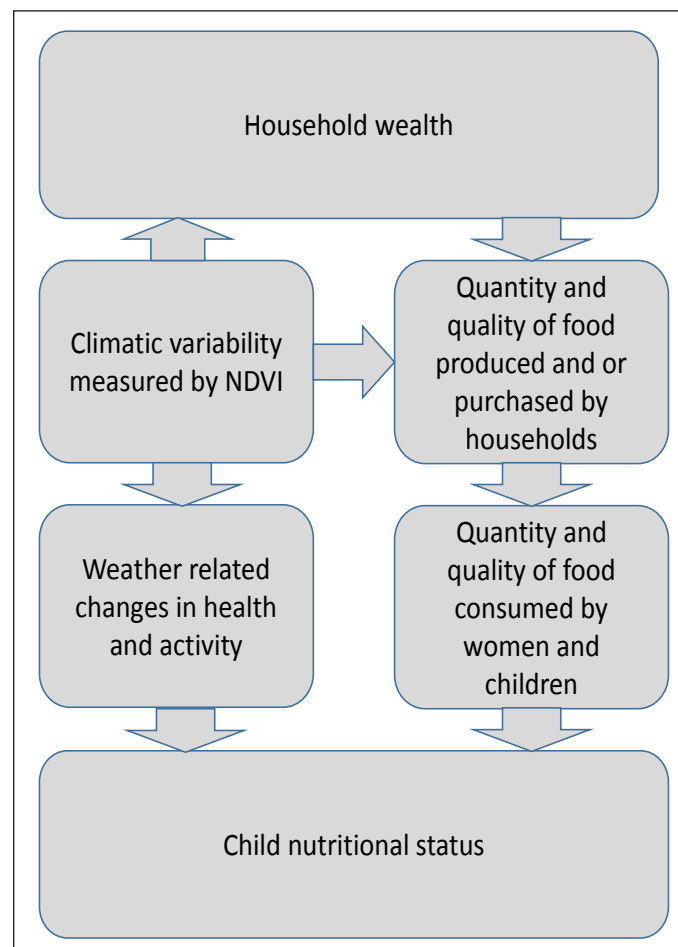 Household wealth
Climatic variability
measured by NDVI
Quantity and
quality of food
produced and or
purchased by
households
Weather related
changes in health
and activity
Quantity and
quality of food
consumed by
women and
children
Child nutritional status